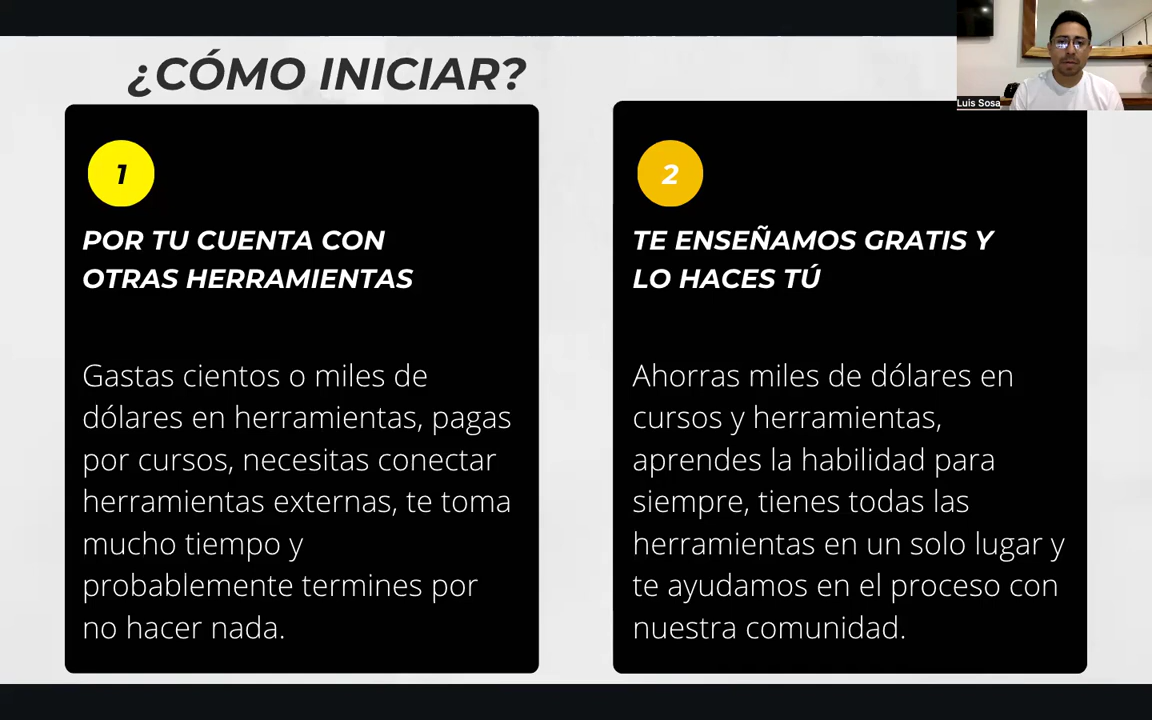 ¿CÓMO INICIAR?
Luis Sosa
1
POR TU CUENTA CON
OTRAS HERRAMIENTAS
Gastas cientos o miles de
dólares en herramientas, pagas
por cursos, necesitas conectar
herramientas externas, te toma
mucho tiempo y
probablemente termines por
no hacer nada.
2
TE ENSEÑAMOS GRATIS Y
LO HACES TÚ
Ahorras miles de dólares en
cursos y herramientas,
aprendes la habilidad para
siempre, tienes todas las
herramientas en un solo lugar y
te ayudamos en el proceso con
nuestra comunidad.